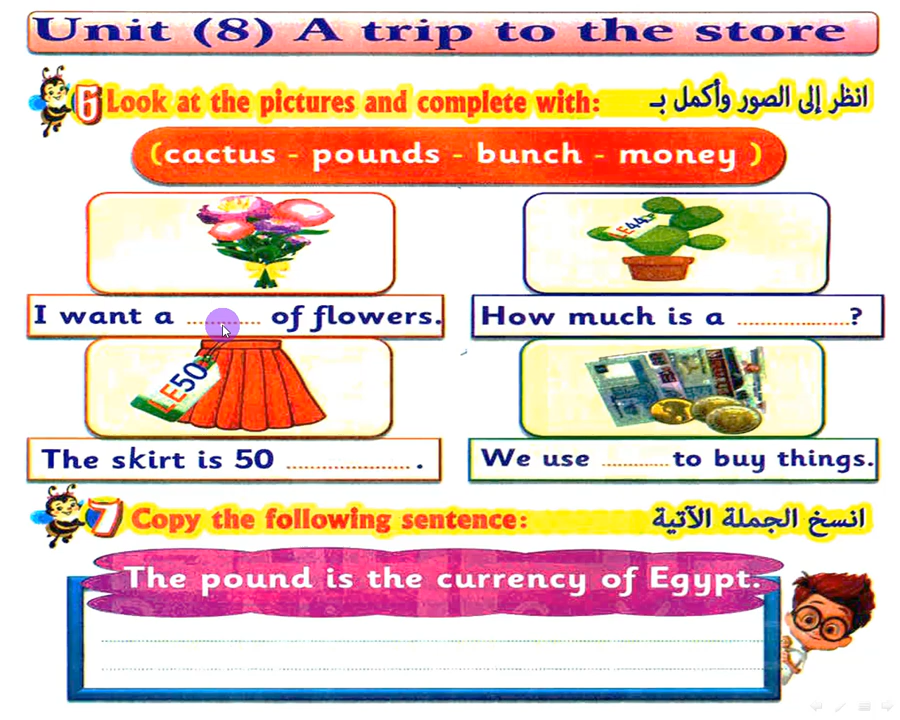 Unit (8) A trip to the store
6 Look at the pictures and complete with: انظر إلى الصور وأكمل بـ
(cactus - pounds - bunch - money )
LE44
I want a ............ of flowers.
How much is a ......................?
LE50
The skirt is 50 .................... .
We use ............ to buy things.
7 Copy the following sentence: انسخ الجملة الآتية
The pound is the currency of Egypt.